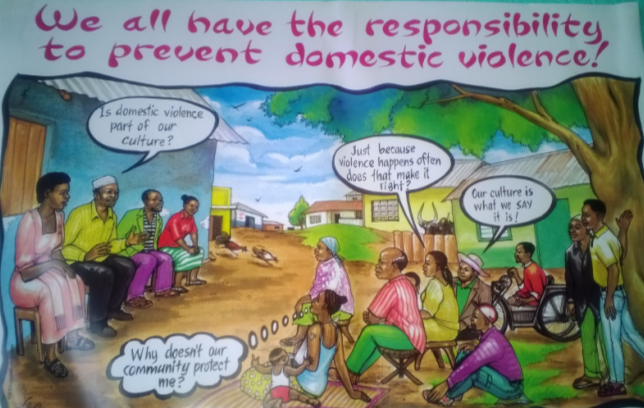 We all have the responsibility
to prevent domestic violence!
Is domestic violence
part of our
culture?
Just because
violence happens often
does that make it
right?
Our culture is
what we SAY
it is!
Why doesn't our
community protect
me?